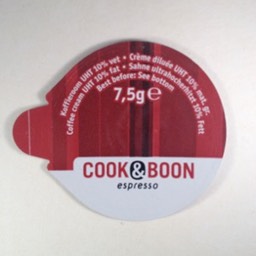 Koffieroom UHT 10% vet • Crème diluée UHT 10% mat. gr.
Coffee cream UHT 10% fat • Sahne ultrahocherhitzt 10% Fett
Best before: See bottom
7,5g℮
COOK&BOON
espresso